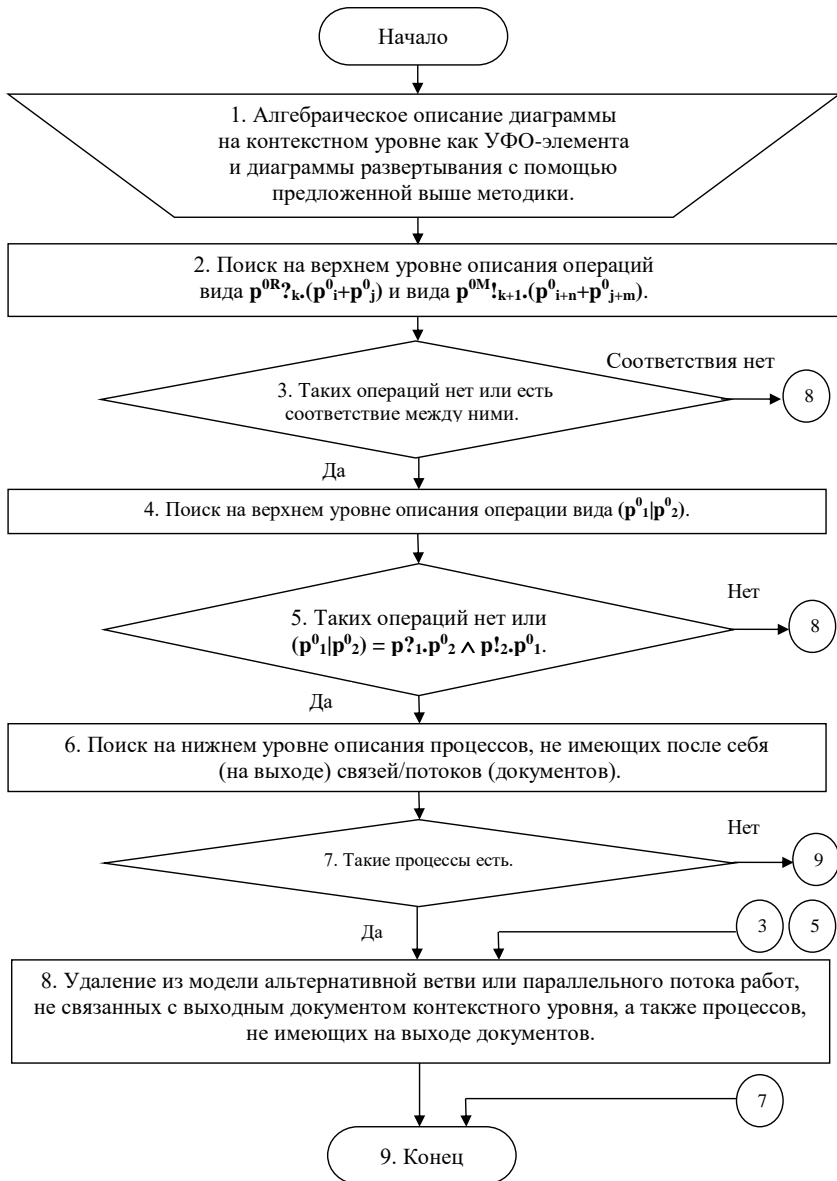 Начало
1. Алгебраическое описание диаграммы
на контекстном уровне как УФО-элемента
и диаграммы развертывания с помощью
предложенной выше методики.
2. Поиск на верхнем уровне описания операций
вида p⁰ᴿ?ₖ.(p⁰ᵢ+p⁰ⱼ) и вида p⁰ᴹ!ₖ₊₁.(p⁰ᵢ₊ₙ+p⁰ⱼ₊ₘ).
Соответствия нет
3. Таких операций нет или есть
соответствие между ними.
8
Да
4. Поиск на верхнем уровне описания операции вида (p⁰₁|p⁰₂).
Нет
5. Таких операций нет или
(p⁰₁|p⁰₂) = p?₁.p⁰₂ ∧ p!₂.p⁰₁.
8
Да
6. Поиск на нижнем уровне описания процессов, не имеющих после себя
(на выходе) связей/потоков (документов).
Нет
7. Такие процессы есть.
9
Да
3
5
8. Удаление из модели альтернативной ветви или параллельного потока работ,
не связанных с выходным документом контекстного уровня, а также процессов,
не имеющих на выходе документов.
7
9. Конец